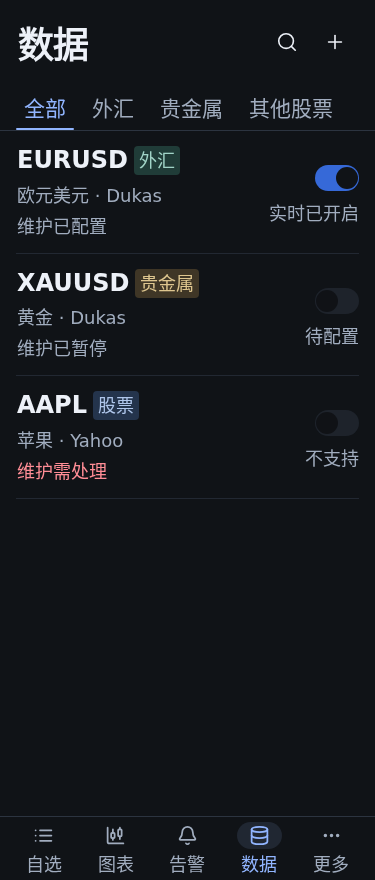 数据
全部 外汇 贵金属 其他股票
EURUSD 外汇
欧元美元 · Dukas
实时已开启
维护已配置
XAUUSD 贵金属
黄金 · Dukas
待配置
维护已暂停
AAPL 股票
苹果 · Yahoo
不支持
维护需处理
自选 图表 告警 数据 更多